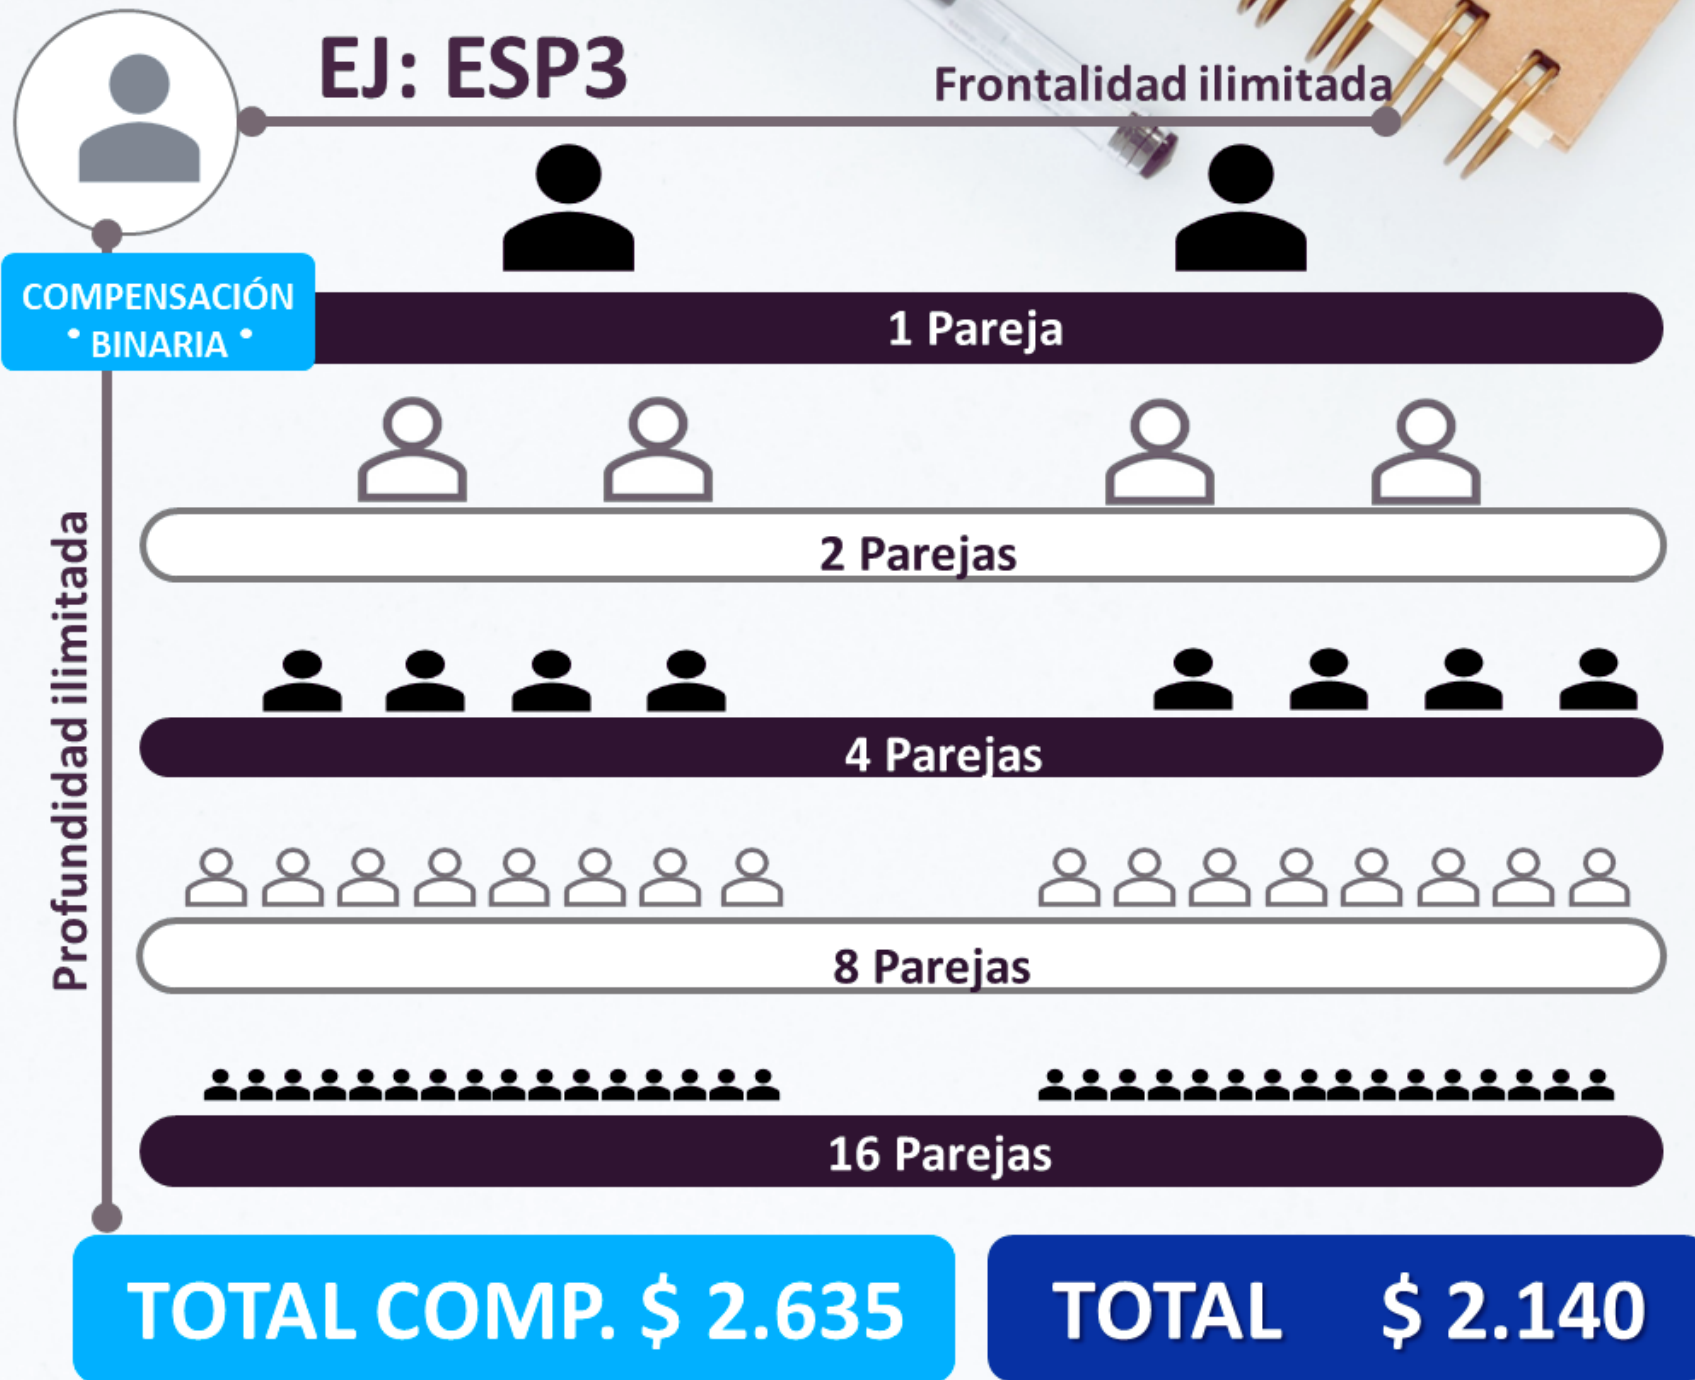 EJ: ESP3
Frontalidad ilimitada
COMPENSACIÓN
• BINARIA •
1 Pareja
2 Parejas
4 Parejas
8 Parejas
16 Parejas
Profundidad ilimitada
TOTAL COMP. $ 2.635
TOTAL $ 2.140